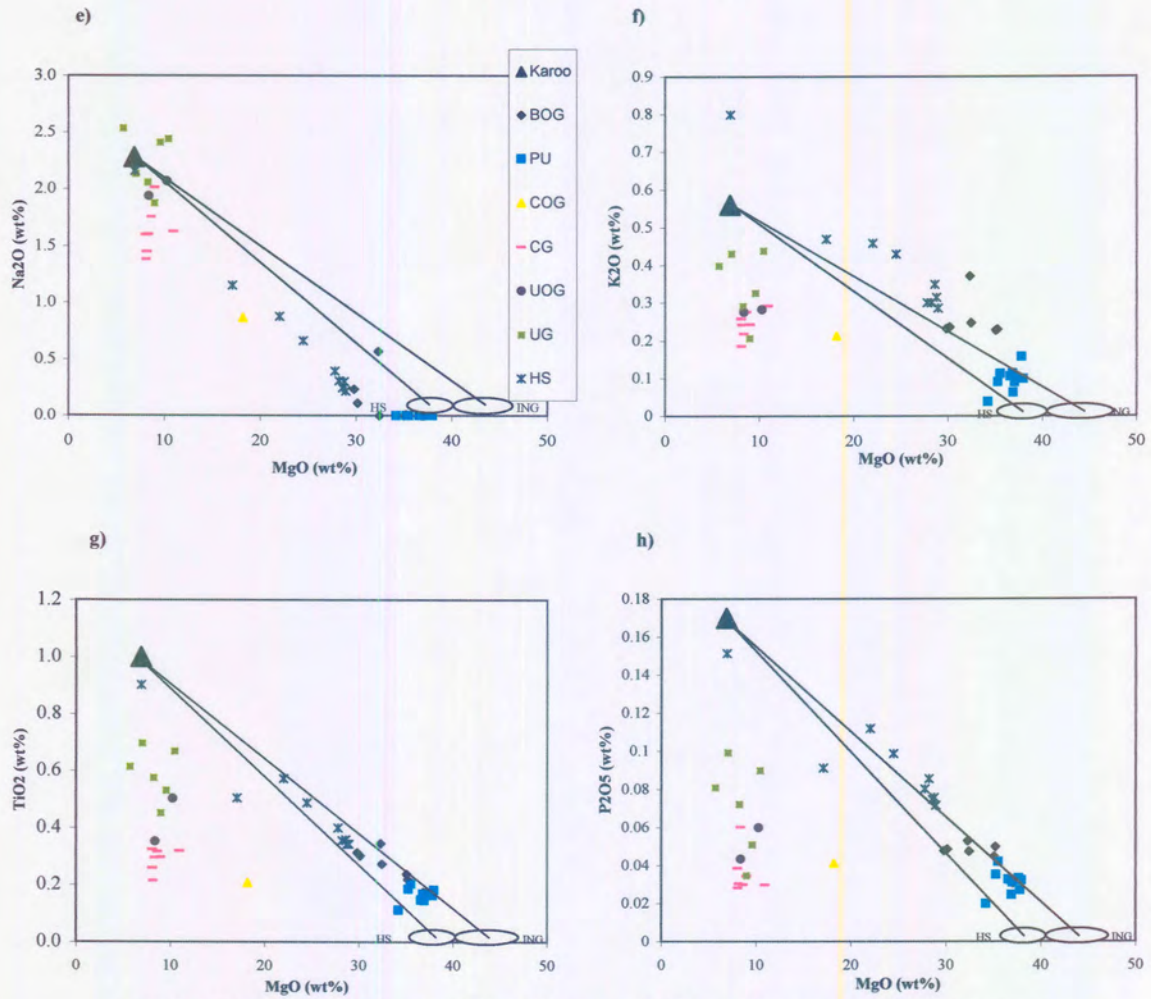 e)
3.0
2.5
2.0
1.5
1.0
0.5
0.0
Na2O (wt%)
0 10 20 30 40 50
MgO (wt%)
HS ING
Karoo
BOG
PU
COG
CG
UOG
UG
HS
f)
0.9
0.8
0.7
0.6
0.5
0.4
0.3
0.2
0.1
0
K2O (wt%)
0 10 20 30 40 50
MgO (wt%)
HS NG
g)
1.2
1.0
0.8
0.6
0.4
0.2
0.0
TiO2 (wt%)
0 10 20 30 40 50
MgO (wt%)
HS ING
h)
0.18
0.16
0.14
0.12
0.1
0.08
0.06
0.04
0.02
0
P2O5 (wt%)
0 10 20 30 40 50
MgO (wt%)
HS ING